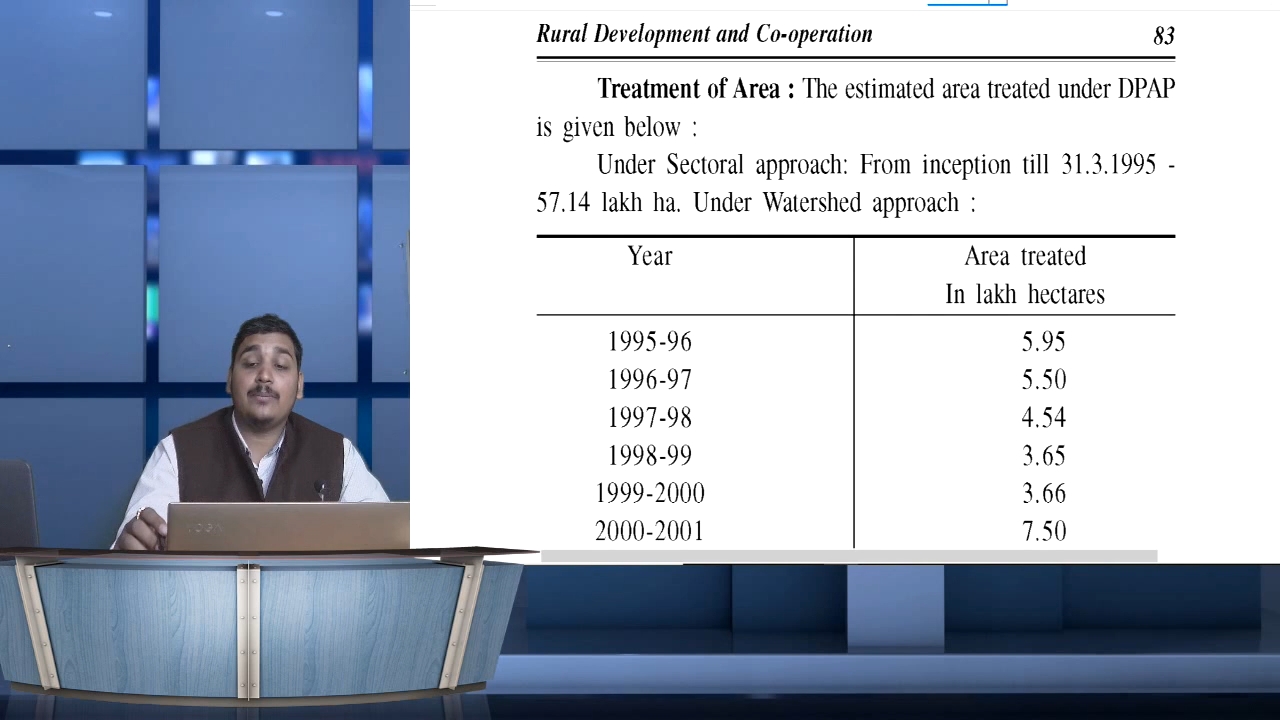 Rural Development and Co-operation 83
Treatment of Area : The estimated area treated under DPAP
is given below :
Under Sectoral approach: From inception till 31.3.1995 -
57.14 lakh ha. Under Watershed approach :
Year Area treated
In lakh hectares
1995-96 5.95
1996-97 5.50
1997-98 4.54
1998-99 3.65
1999-2000 3.66
2000-2001 7.50
YOGA